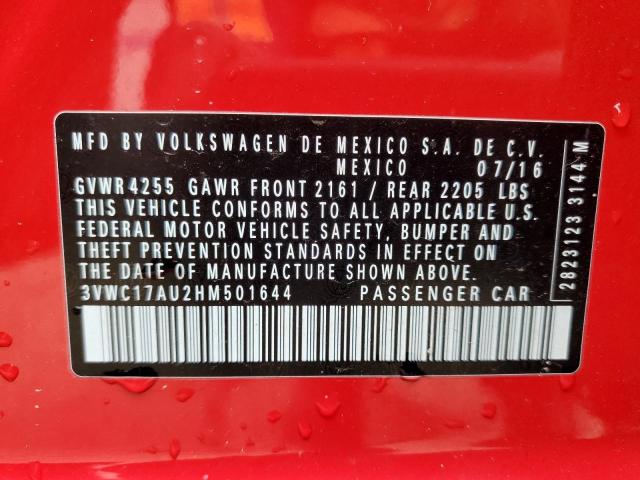 MFD BY VOLKSWAGEN DE MEXICO S.A. DE C.V.
MEXICO 07/16
GVWR 4255 GAWR FRONT 2161 / REAR 2205 LBS
THIS VEHICLE CONFORMS TO ALL APPLICABLE U.S.
FEDERAL MOTOR VEHICLE SAFETY, BUMPER AND
THEFT PREVENTION STANDARDS IN EFFECT ON
THE DATE OF MANUFACTURE SHOWN ABOVE.
3VWC17AU2HM501644 PASSENGER CAR
2823123 3144 M